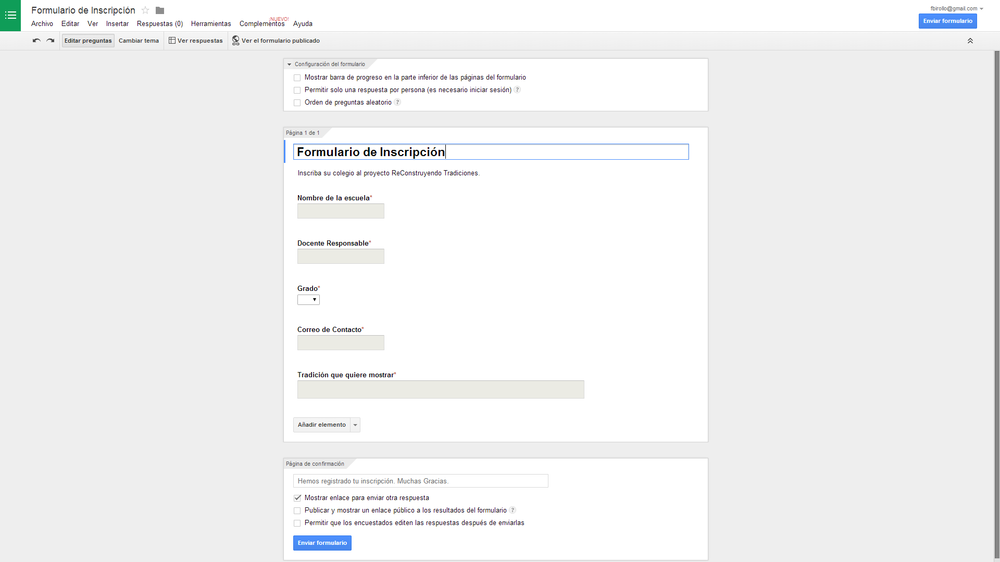 Formulario de Inscripción
fbirollo@gmail.com
Archivo Editar Ver Insertar Respuestas (0) Herramientas Complementos ¡NUEVO! Ayuda
Enviar formulario
Editar preguntas Cambiar tema Ver respuestas Ver el formulario publicado
Configuración del formulario
Mostrar barra de progreso en la parte inferior de las páginas del formulario
Permitir solo una respuesta por persona (es necesario iniciar sesión) ?
Orden de preguntas aleatorio ?
Página 1 de 1
Formulario de Inscripción
Inscriba su colegio al proyecto ReConstruyendo Tradiciones.
Nombre de la escuela*
Docente Responsable*
Grado*
Correo de Contacto*
Tradición que quiere mostrar*
Añadir elemento
Página de confirmación
Hemos registrado tu inscripción. Muchas Gracias.
Mostrar enlace para enviar otra respuesta
Publicar y mostrar un enlace público a los resultados del formulario ?
Permitir que los encuestados editen las respuestas después de enviarlas
Enviar formulario